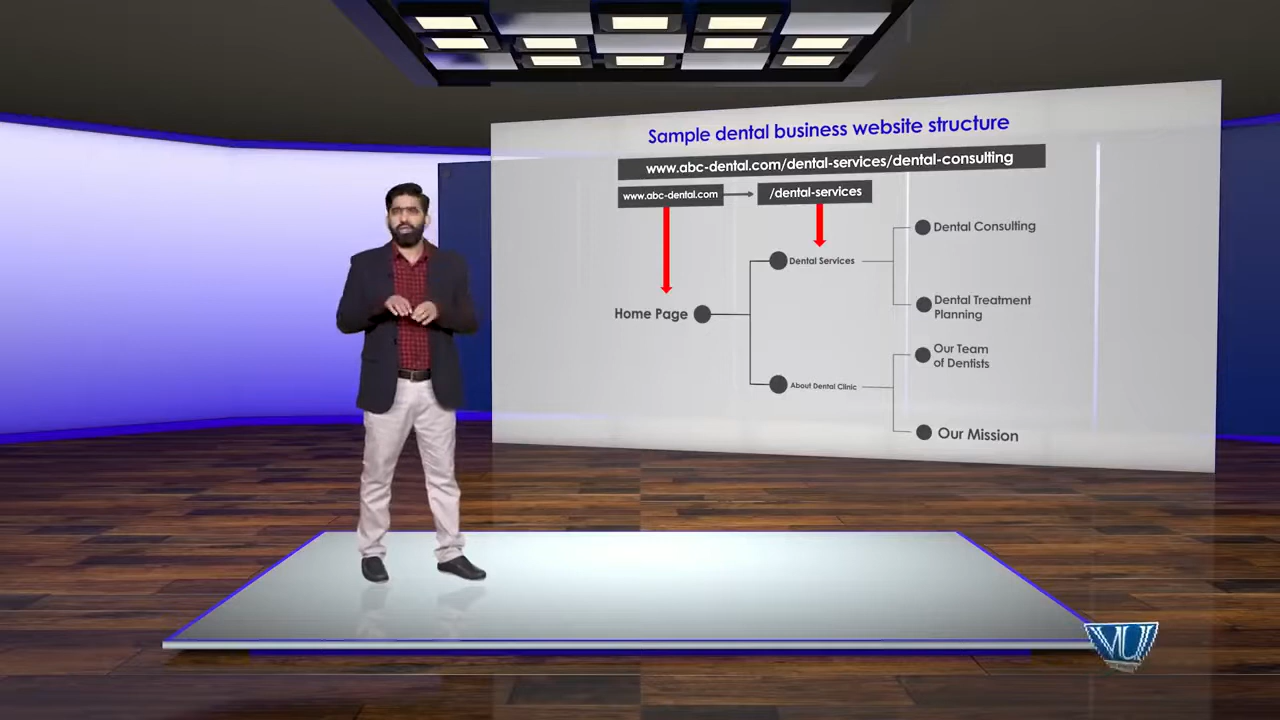 Sample dental business website structure
www.abc-dental.com/dental-services/dental-consulting
www.abc-dental.com
/dental-services
Dental Consulting
Dental Services
Dental Treatment
Planning
Home Page
Our Team
of Dentists
About Dental Clinic
Our Mission
VU